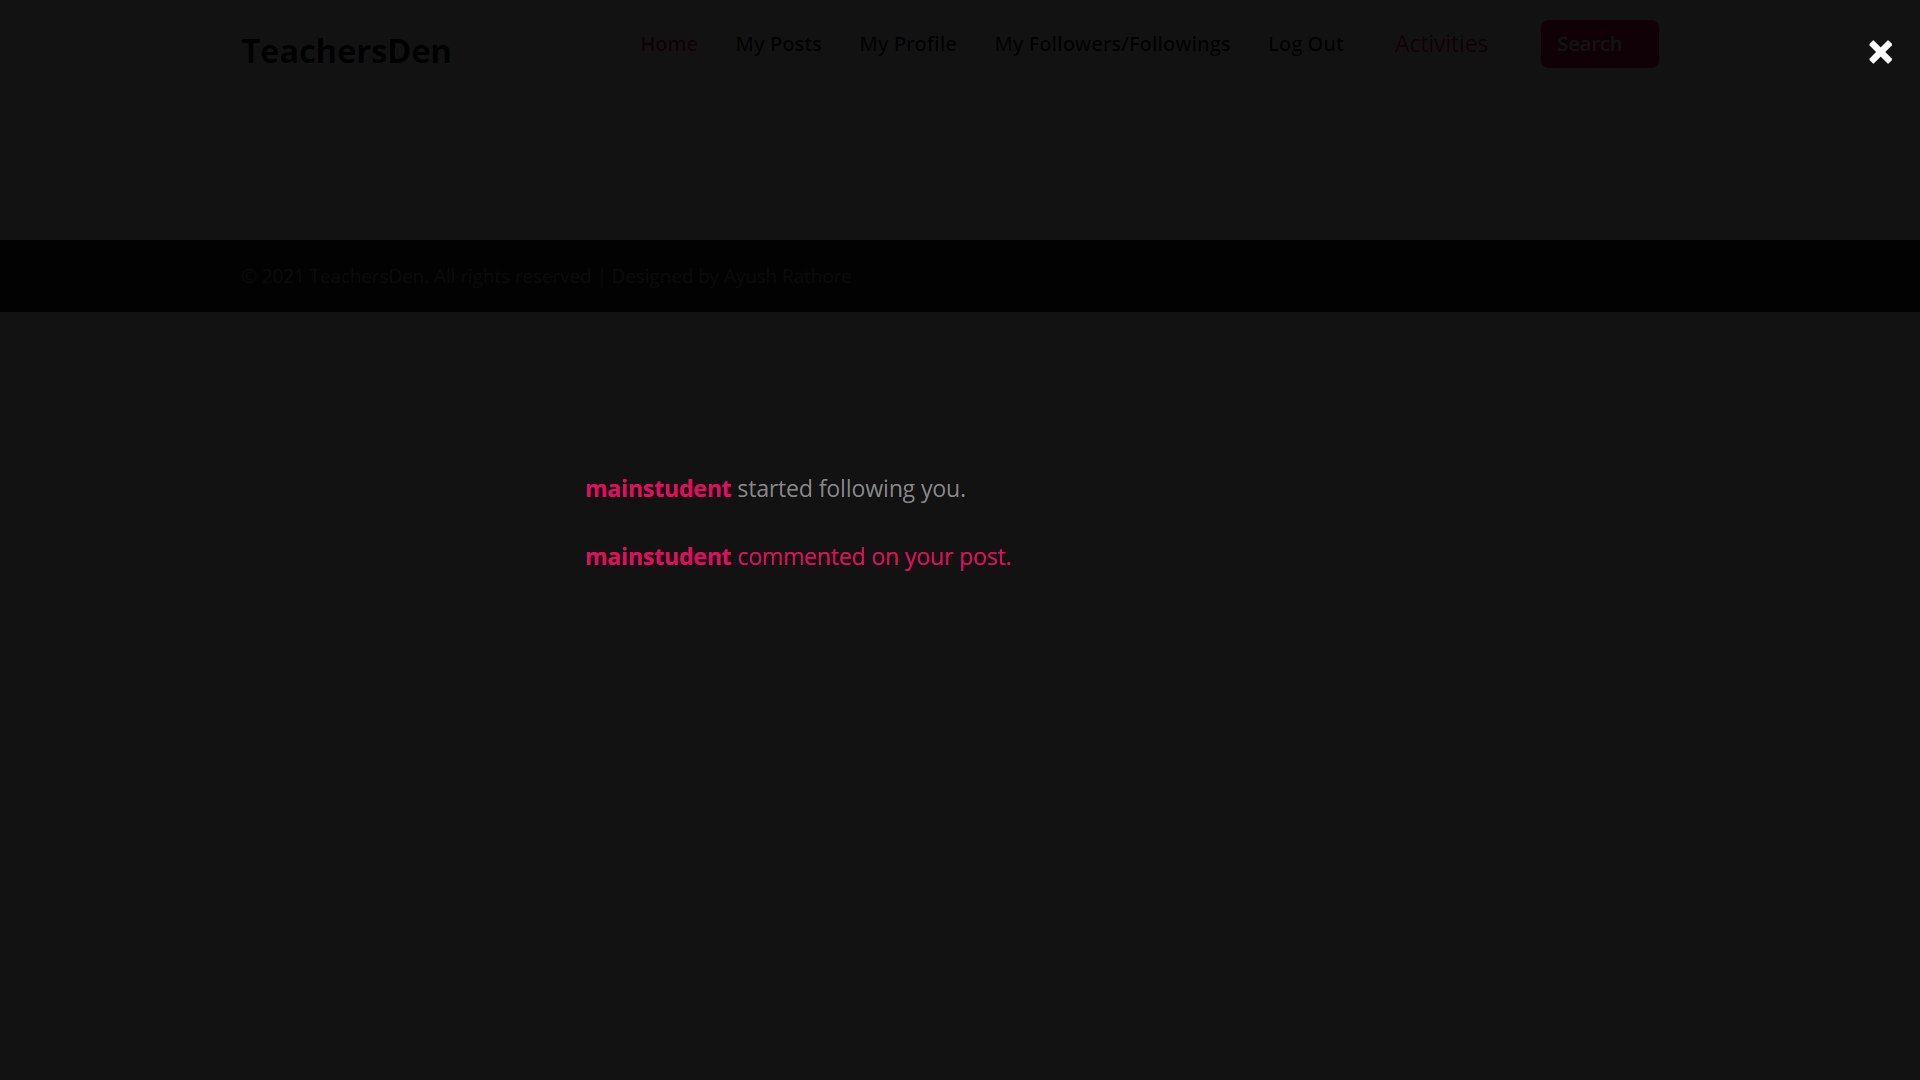 TeachersDen
Home My Posts My Profile My Followers/Followings Log Out Activities Search
© 2021 TeachersDen. All rights reserved | Designed by Ayush Rathore
mainstudent started following you.
mainstudent commented on your post.